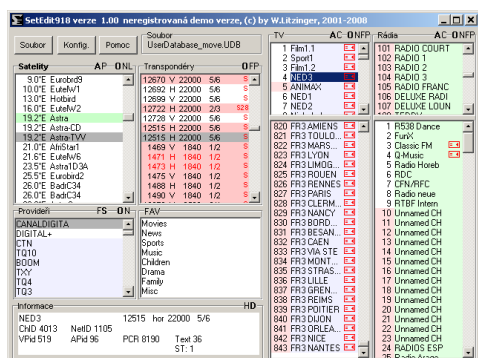 SetEdit918 verze 1.00 neregistrovaná demo verze, (c) by W.Litzinger, 2001-2008
Soubor
Konfig.
Pomoc
Soubor
UserDatabase_move.UDB
Satelity AP ONL
9.0°E Eurobrd9
10.0°E EutelW1
13.0°E Hotbird
16.0°E EutelW2
19.2°E Astra
19.2°E Astra-CD
19.2°E Astra-TVV
21.0°E AfriStar1
21.6°E EutelW6
23.5°E Astra1D3A
25.5°E Eurobird2
26.0°E BadrC34
26.0°E BadrC34
Transpondéry OFP
12670 V 22000 5/6 S
12692 H 22000 5/6 S
12699 V 22000 5/6 S
12722 H 22000 2/3 S28
12728 V 22000 5/6 S
12515 H 22000 5/6 S
12515 H 22000 5/6 S
1469 V 1840 1/2 S
1471 H 1840 1/2 S
1473 H 1840 1/2 S
1475 V 1840 1/2 S
1488 H 1840 1/2 S
1490 V 1840 1/2 S
Provideři FS ON
CANALDIGITA
DIGITAL+
CTN
TQ10
BOOM
TXY
TQ4
TQ3
FAV
Movies
News
Sports
Music
Children
Drama
Family
Misc
Informace HD
NED3 12515 hor 22000 5/6
CND 4013 NetID 1105
VPid 519 APid 96 PCR 8190 Text 36
ST: 1
TV AC ONFP
1 Film1.1
2 Sport1
3 Film1.2
4 NED3
5 ANIMAX
6 NED1
7 NED2
820 FR3 AMIENS
821 FR3 TOULO...
822 FR3 MARS...
823 FR3 LYON
824 FR3 LIMOG...
825 FR3 ROUEN
826 FR3 RENNES
827 FR3 PARIS
828 FR3 CLERM...
829 FR3 NANCY
830 FR3 BORD...
831 FR3 BESAN...
832 FR3 CAEN
833 FR3 VIA STE
834 FR3 MONT...
835 FR3 STRAS...
836 FR3 LILLE
837 FR3 GREN...
838 FR3 REIMS
839 FR3 POITIER
840 FR3 DIJON
841 FR3 ORLEA...
842 FR3 NICE
843 FR3 NANTES
Rádia AC ONFP
101 RADIO COURT
102 RADIO 1
103 RADIO 2
104 RADIO 3
105 RADIO FRANC
106 DELUXE RADI
107 DELUXE LOUN
1 R538 Dance
2 FunX
3 Classic FM
4 Q-Music
5 Radio Horeb
6 RDC
7 CFN/RFC
8 Radio neue
9 RTBF Intern
10 Unnamed CH
11 Unnamed CH
12 Unnamed CH
13 Unnamed CH
14 Unnamed CH
15 Unnamed CH
16 Unnamed CH
17 Unnamed CH
18 Unnamed CH
19 Unnamed CH
20 Unnamed CH
21 Unnamed CH
22 Unnamed CH
23 Unnamed CH
24 RADIOS ESP
25 Radio Arago